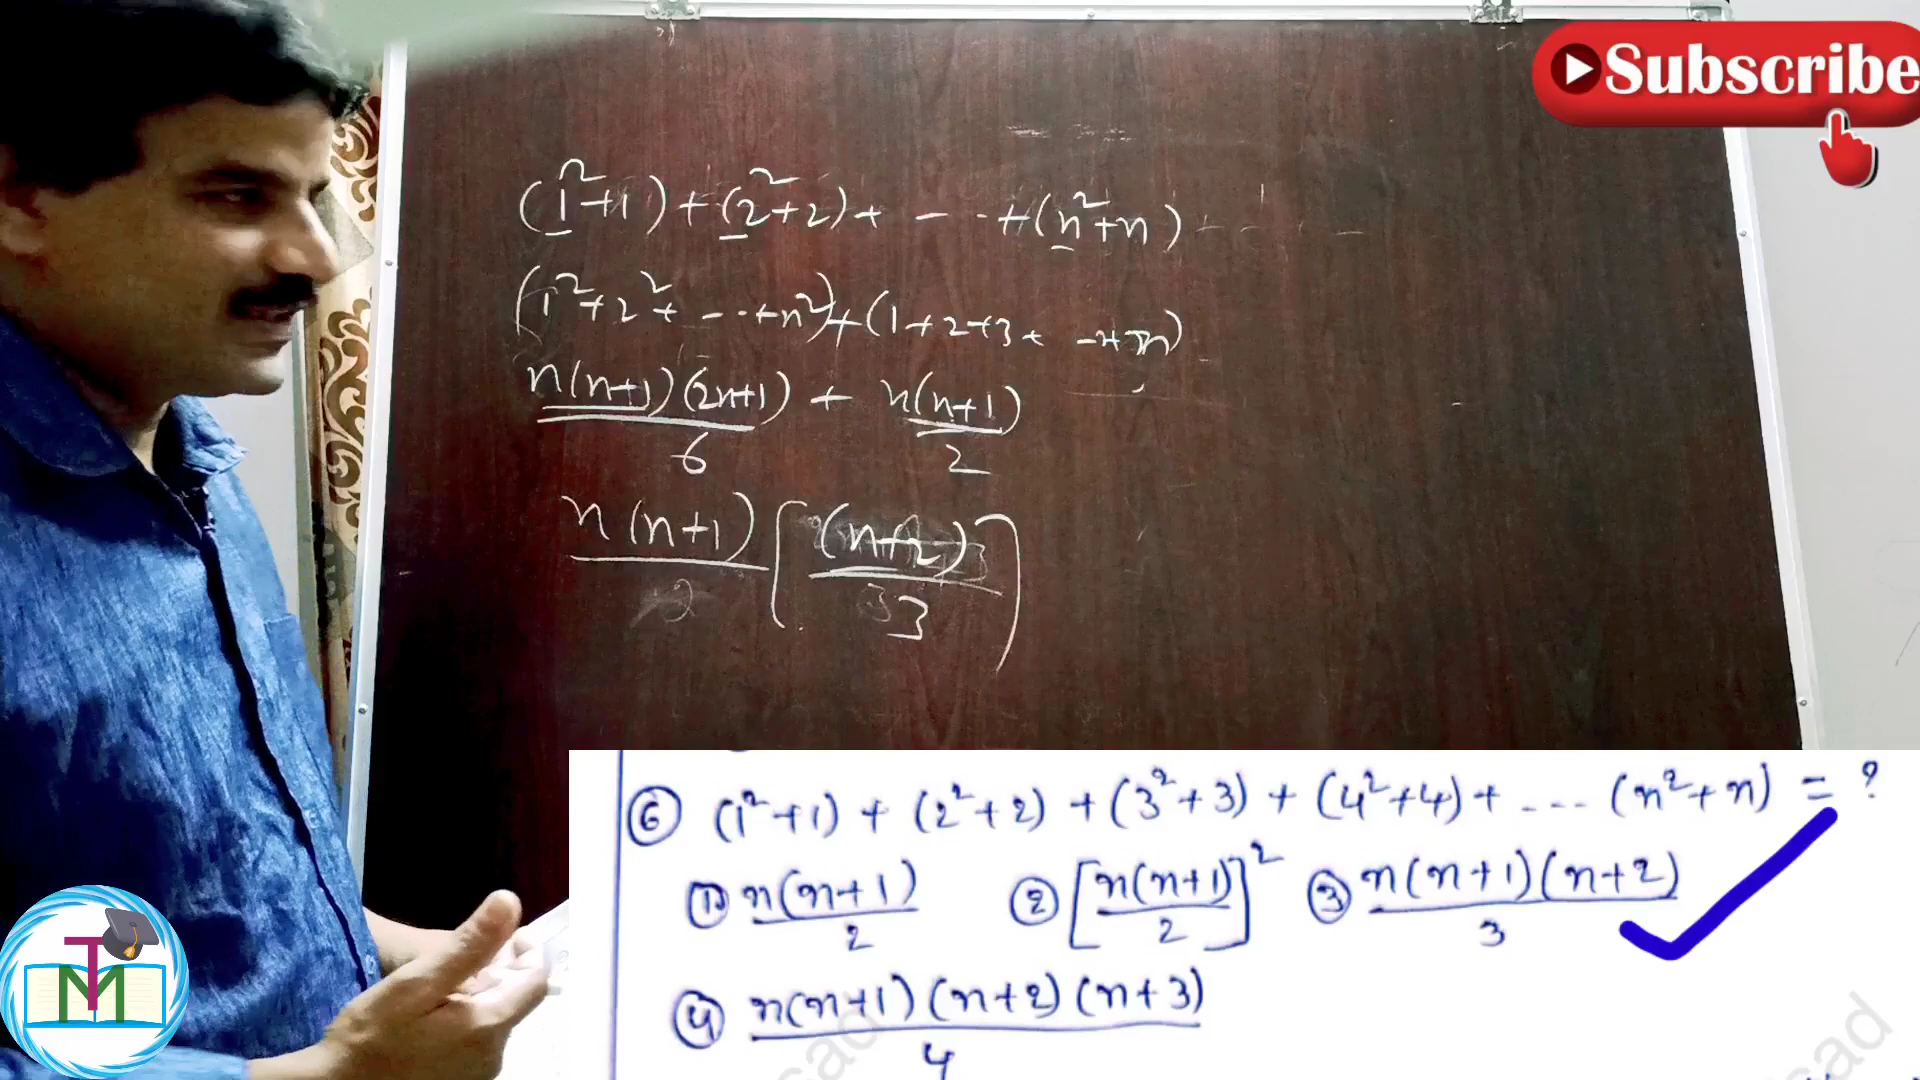 Subscribe
(1²+1)+(2²+2)+ - - -+(n²+n)
(1²+2²+ - - -+n²)+(1+2+3+ - -+n)
n(n+1)(2n+1)/6 + n(n+1)/2
n(n+1)/2 [(n+2)/3]
⑥ (1²+1) + (2²+2) + (3²+3) + (4²+4) + ... (n²+n) = ?
① n(n+1)/2 ② [n(n+1)/2]² ③ n(n+1)(n+2)/3
④ n(n+1)(n+2)(n+3)/4
TM